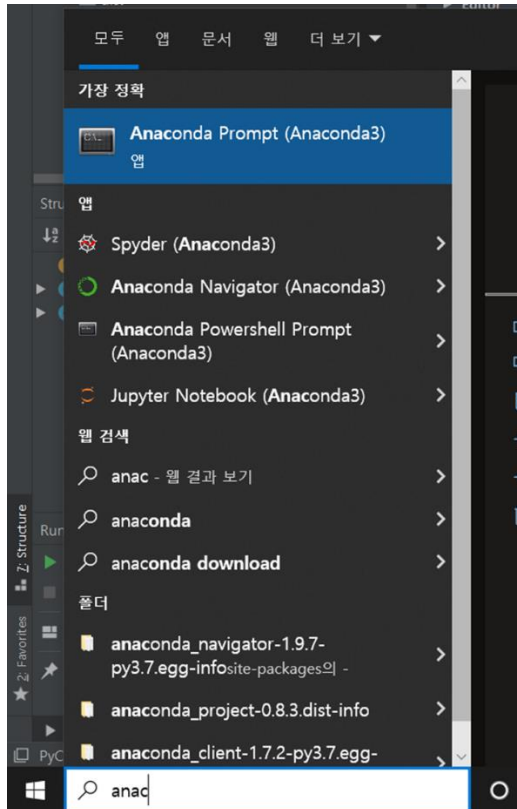 Editor
모두 앱 문서 웹 더 보기
가장 정확
Anaconda Prompt (Anaconda3)
앱
Stru
앱
Spyder (Anaconda3)
Anaconda Navigator (Anaconda3)
Anaconda Powershell Prompt
(Anaconda3)
Jupyter Notebook (Anaconda3)
웹 검색
anac - 웹 결과 보기
anaconda
Run
anaconda download
Z: Structure
폴더
anaconda_navigator-1.9.7-
py3.7.egg-infosite-packages의 -
2: Favorites
anaconda_project-0.8.3.dist-info
anaconda_client-1.7.2-py3.7.egg-
PyC
anac